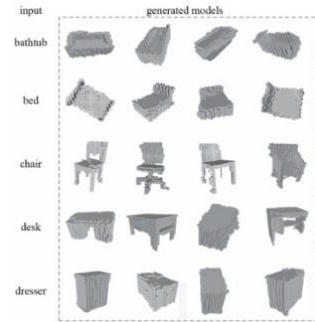 input generated models
bathtub
bed
chair
desk
dresser